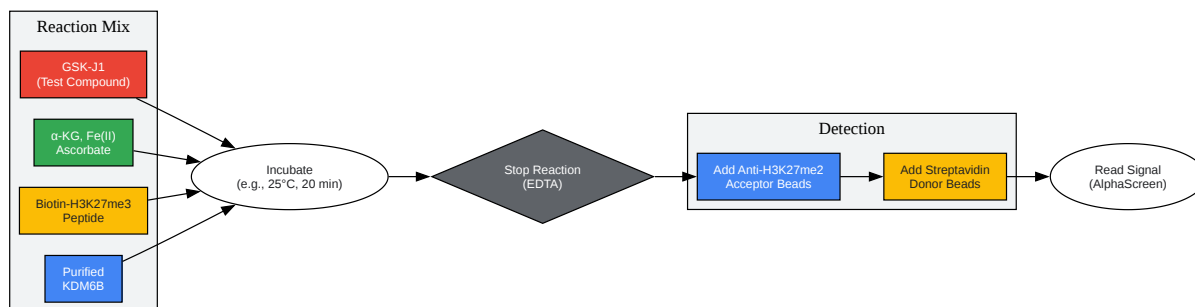 Reaction Mix
GSK-J1
(Test Compound)
α-KG, Fe(II)
Ascorbate
Biotin-H3K27me3
Peptide
Purified
KDM6B
Incubate
(e.g., 25°C, 20 min)
Stop Reaction
(EDTA)
Detection
Add Anti-H3K27me2
Acceptor Beads
Add Streptavidin
Donor Beads
Read Signal
(AlphaScreen)